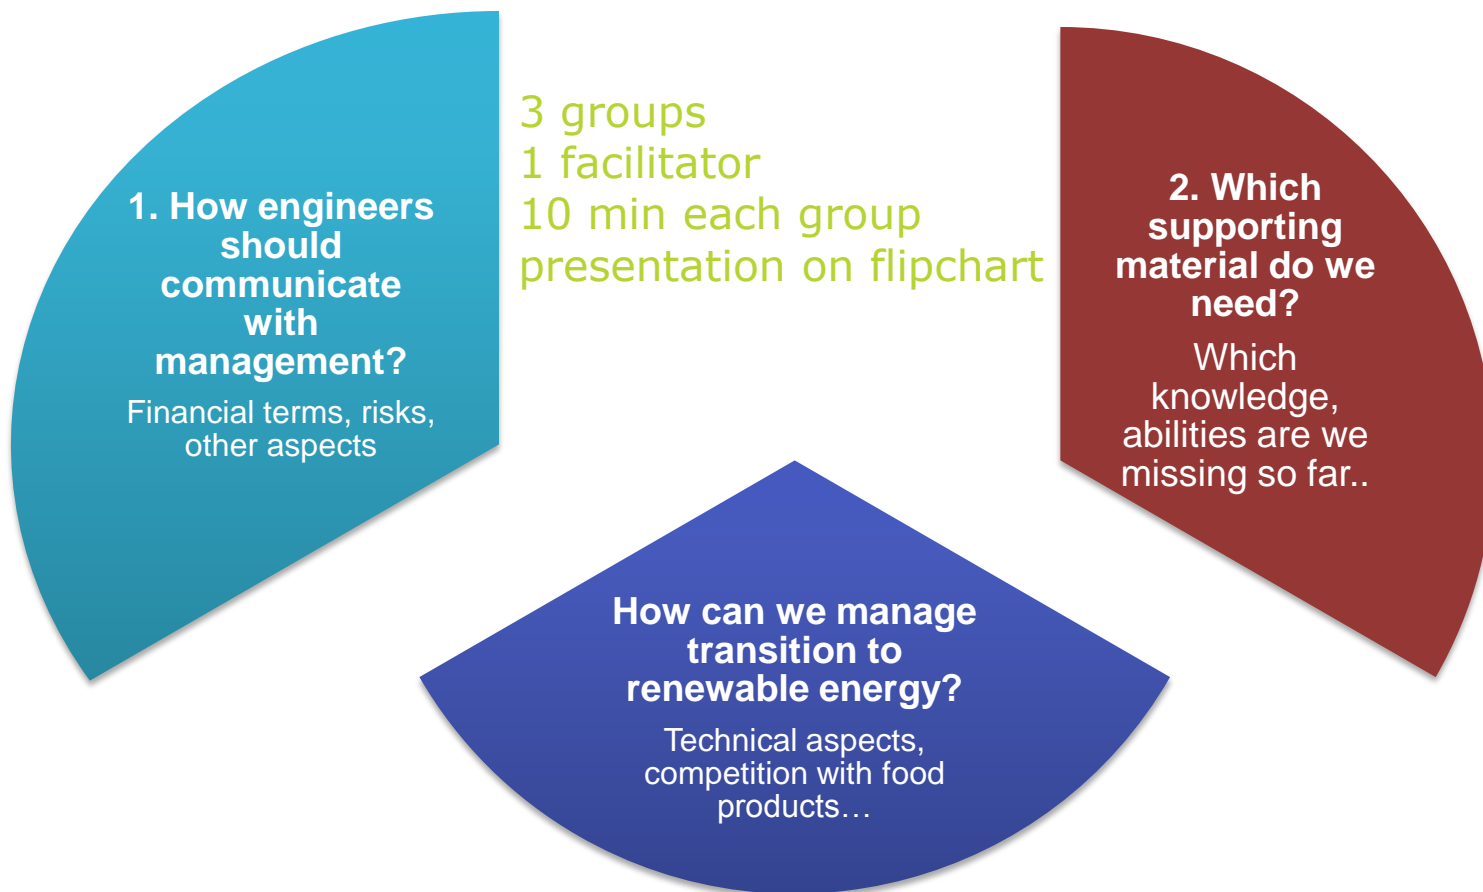 3 groups
1 facilitator
10 min each group
presentation on flipchart
1. How engineers
should
communicate
with
management?
Financial terms, risks,
other aspects
2. Which
supporting
material do we
need?
Which
knowledge,
abilities are we
missing so far..
How can we manage
transition to
renewable energy?
Technical aspects,
competition with food
products…